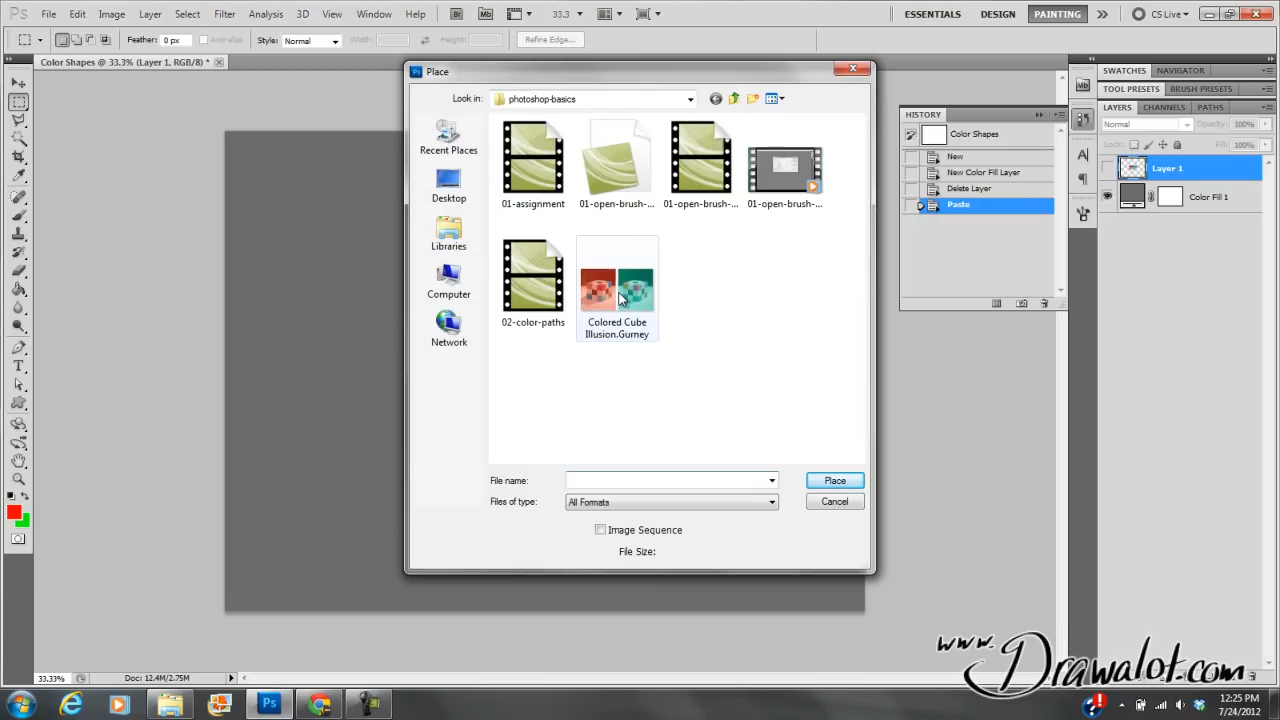 File Edit Image Layer Select Filter Analysis 3D View Window Help
33.3
ESSENTIALS DESIGN PAINTING
CS Live
Feather: 0 px
Anti-alias
Style: Normal
Width:
Height:
Refine Edge...
Color Shapes @ 33.3% (Layer 1, RGB/8) *
Place
Look in: photoshop-basics
Recent Places
Desktop
Libraries
Computer
Network
01-assignment
01-open-brush-...
01-open-brush-...
01-open-brush-...
02-color-paths
Colored Cube
Illusion.Gurney
File name:
Place
Files of type: All Formats
Cancel
Image Sequence
File Size:
HISTORY
Color Shapes
New
New Color Fill Layer
Delete Layer
Paste
SWATCHES NAVIGATOR
TOOL PRESETS BRUSH PRESETS
LAYERS CHANNELS PATHS
Normal Opacity: 100%
Lock: Fill: 100%
Layer 1
Color Fill 1
33.33% Doc: 12.4M/2.75M
www.Drawalot.com
12:25 PM
7/24/2012